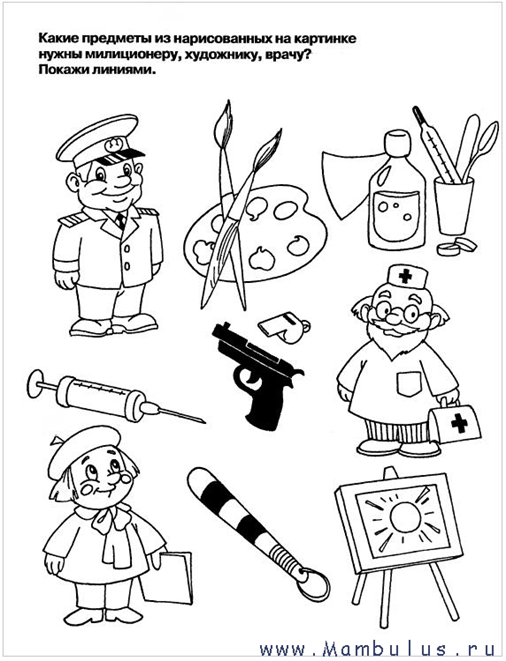 Какие предметы из нарисованных на картинке
нужны милиционеру, художнику, врачу?
Покажи линиями.
www.Mambulus.ru